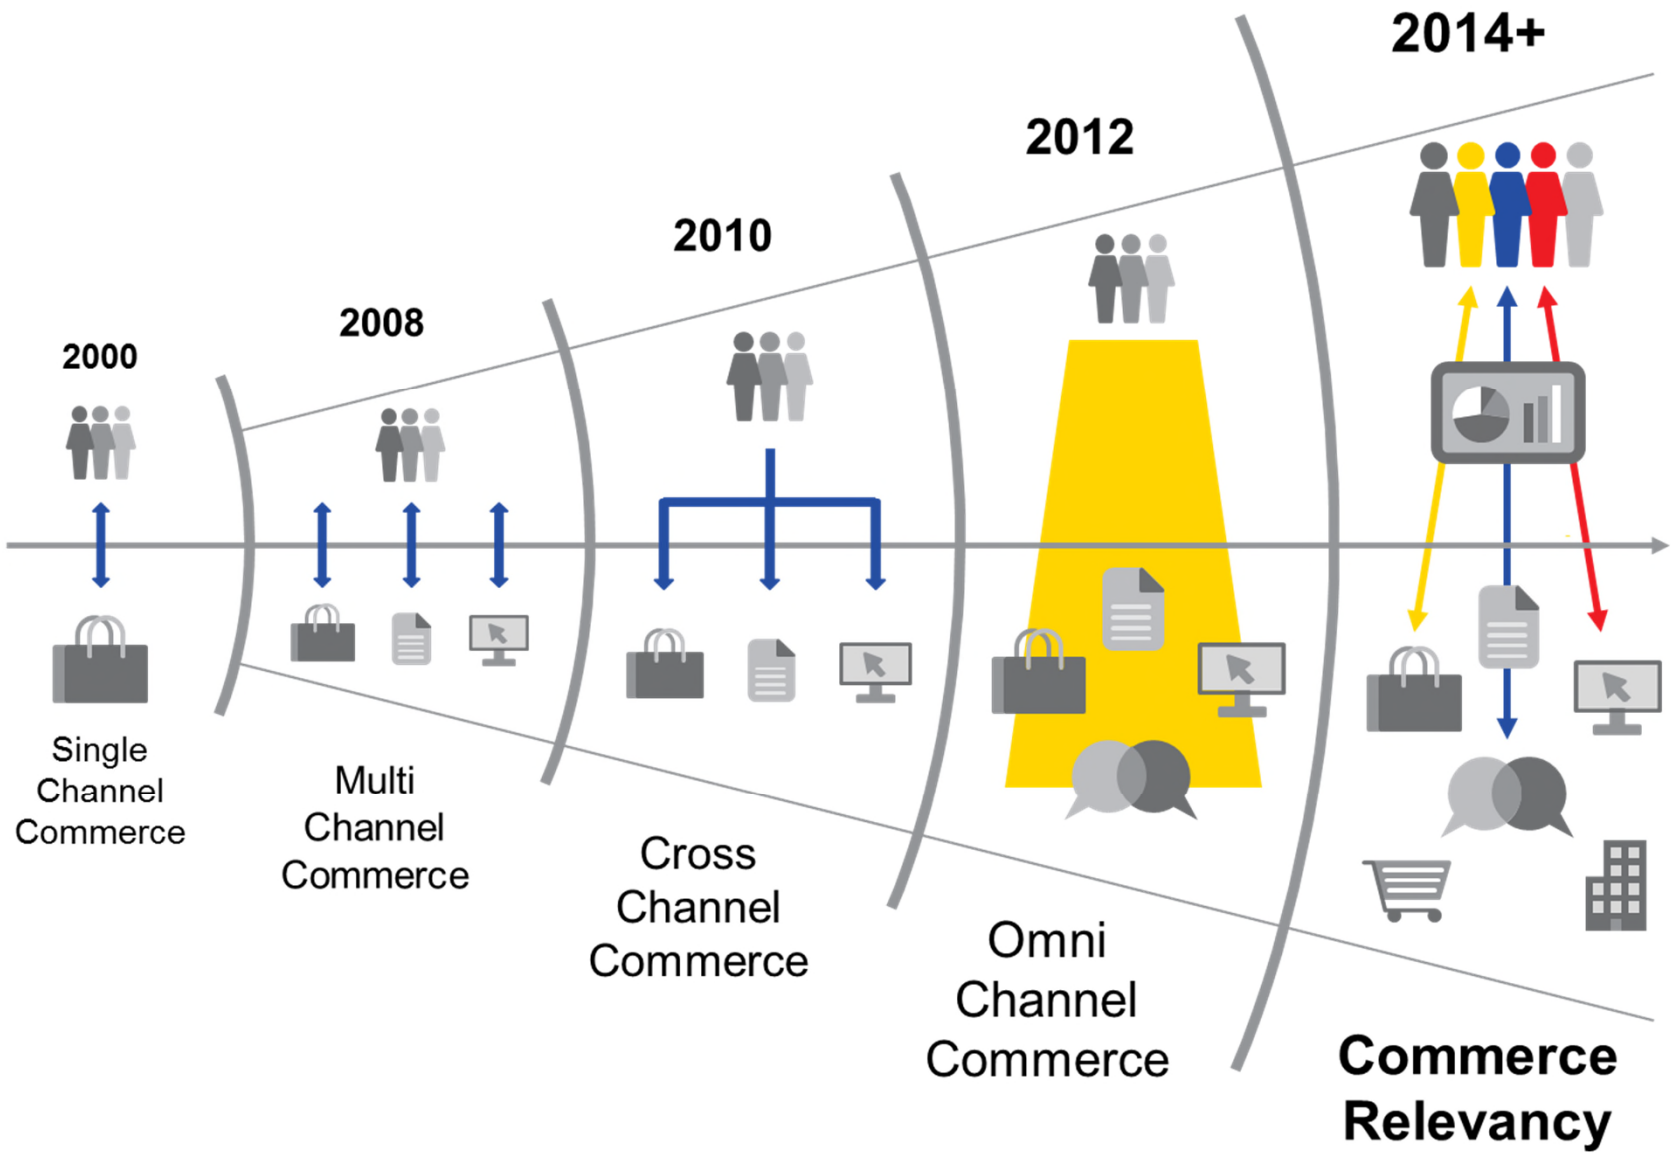 2000
Single
Channel
Commerce
2008
Multi
Channel
Commerce
2010
Cross
Channel
Commerce
2012
Omni
Channel
Commerce
2014+
Commerce
Relevancy